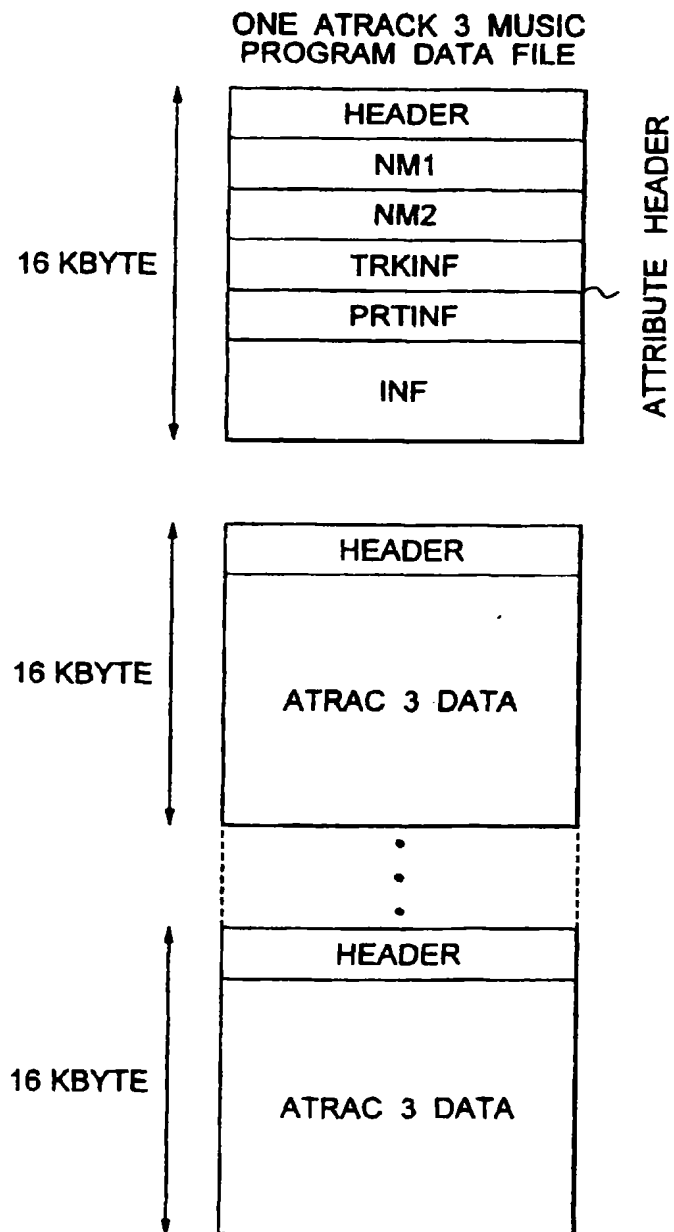 ONE ATRACK 3 MUSIC
PROGRAM DATA FILE
HEADER
NM1
NM2
TRKINF
PRTINF
INF
16 KBYTE
ATTRIBUTE HEADER
HEADER
ATRAC 3 DATA
16 KBYTE
HEADER
ATRAC 3 DATA
16 KBYTE